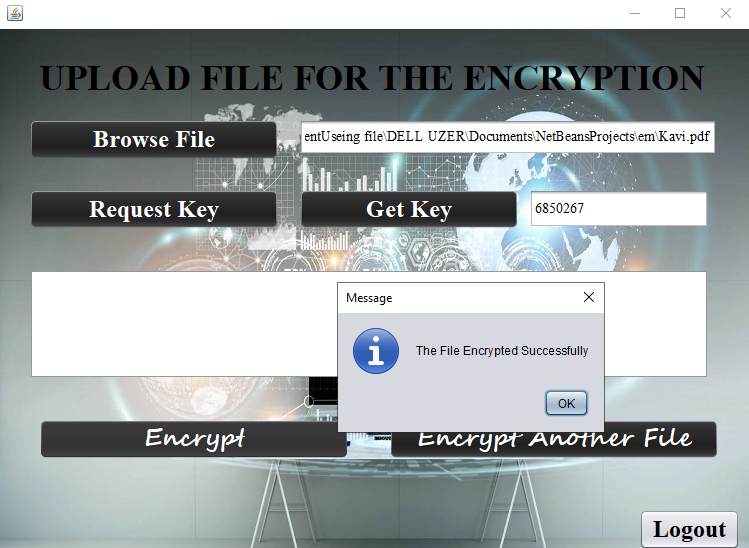 UPLOAD FILE FOR THE ENCRYPTION
Browse File
entUseing file\DELL UZER\Documents\NetBeansProjects\em\Kavi.pdf
Request Key
Get Key
6850267
Message
The File Encrypted Successfully
OK
Encrypt
Encrypt Another File
Logout